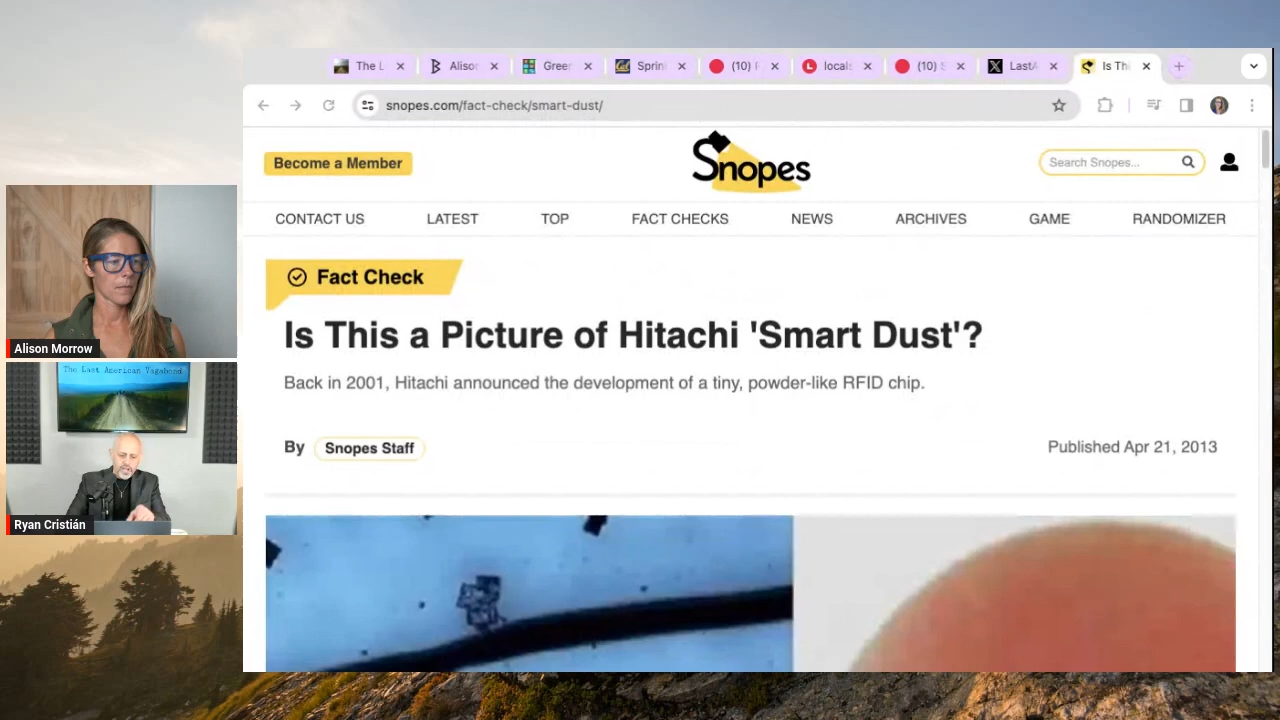 The L
Alison
Green
Sprin
(10) F
locals
(10) S
LastA
Is Th
snopes.com/fact-check/smart-dust/
Become a Member
Snopes
Search Snopes...
CONTACT US
LATEST
TOP
FACT CHECKS
NEWS
ARCHIVES
GAME
RANDOMIZER
Fact Check
Is This a Picture of Hitachi 'Smart Dust'?
Back in 2001, Hitachi announced the development of a tiny, powder-like RFID chip.
By Snopes Staff
Published Apr 21, 2013
Alison Morrow
The Last American Vagabond
Ryan Cristián